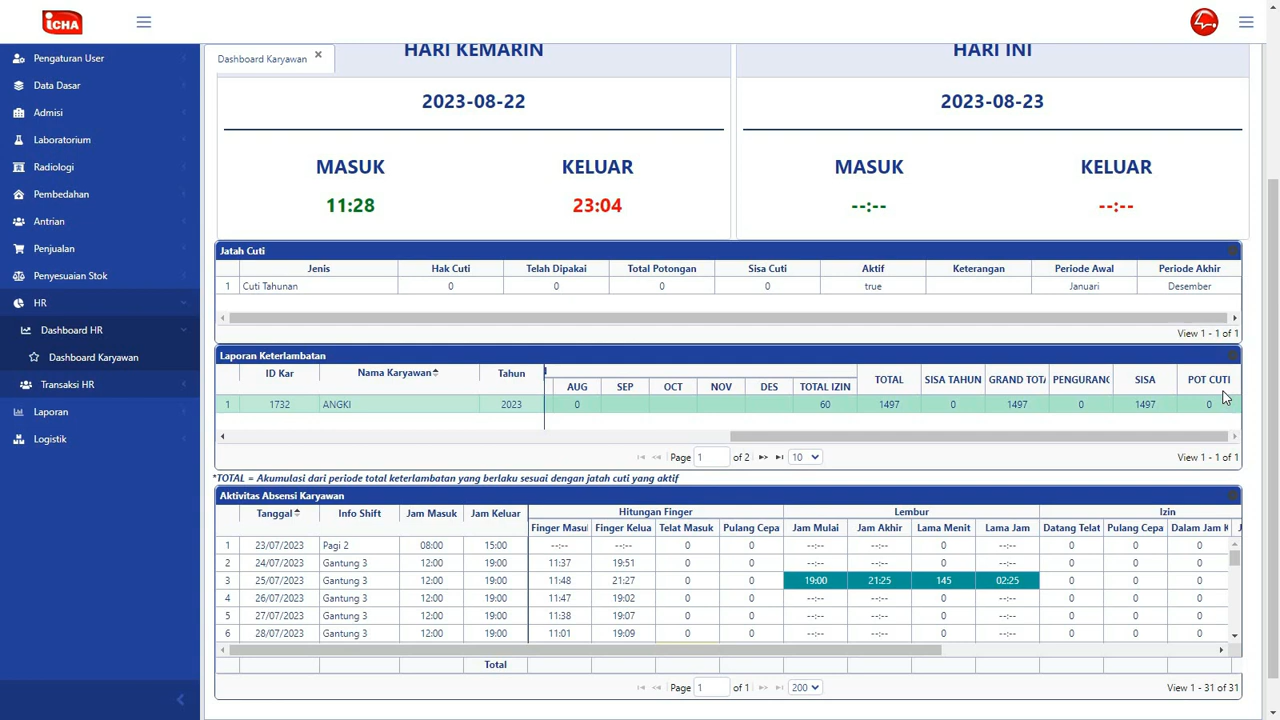 iCHA
Dashboard Karyawan
HARI KEMARIN
HARI INI
2023-08-22
2023-08-23
MASUK KELUAR
MASUK KELUAR
11:28 23:04
--:-- --:--
Pengaturan User
Data Dasar
Admisi
Laboratorium
Radiologi
Pembedahan
Antrian
Penjualan
Penyesuaian Stok
HR
Dashboard HR
Dashboard Karyawan
Transaksi HR
Laporan
Logistik
Jatah Cuti
Jenis Hak Cuti Telah Dipakai Total Potongan Sisa Cuti Aktif Keterangan Periode Awal Periode Akhir
1 Cuti Tahunan 0 0 0 0 true Januari Desember
View 1 - 1 of 1
Laporan Keterlambatan
ID Kar Nama Karyawan Tahun AUG SEP OCT NOV DES TOTAL IZIN TOTAL SISA TAHUN GRAND TOTA PENGURANG SISA POT CUTI
1 1732 ANGKI 2023 0 60 1497 0 1497 0 1497 0
Page 1 of 2 10 View 1 - 1 of 1
*TOTAL = Akumulasi dari periode total keterlambatan yang berlaku sesuai dengan jatah cuti yang aktif
Aktivitas Absensi Karyawan
Hitungan Finger Lembur Izin
Tanggal Info Shift Jam Masuk Jam Keluar Finger Masu Finger Kelua Telat Masuk Pulang Cepa Jam Mulai Jam Akhir Lama Menit Lama Jam Datang Telat Pulang Cepa Dalam Jam K
1 23/07/2023 Pagi 2 08:00 15:00 --:-- --:-- 0 0 --:-- --:-- 0 --:-- 0 0 0
2 24/07/2023 Gantung 3 12:00 19:00 11:37 19:51 0 0 --:-- --:-- 0 --:-- 0 0 0
3 25/07/2023 Gantung 3 12:00 19:00 11:48 21:27 0 0 19:00 21:25 145 02:25 0 0 0
4 26/07/2023 Gantung 3 12:00 19:00 11:47 19:02 0 0 --:-- --:-- 0 --:-- 0 0 0
5 27/07/2023 Gantung 3 12:00 19:00 11:38 19:07 0 0 --:-- --:-- 0 --:-- 0 0 0
6 28/07/2023 Gantung 3 12:00 19:00 11:01 19:09 0 0 --:-- --:-- 0 --:-- 0 0 0
Total
Page 1 of 1 200 View 1 - 31 of 31